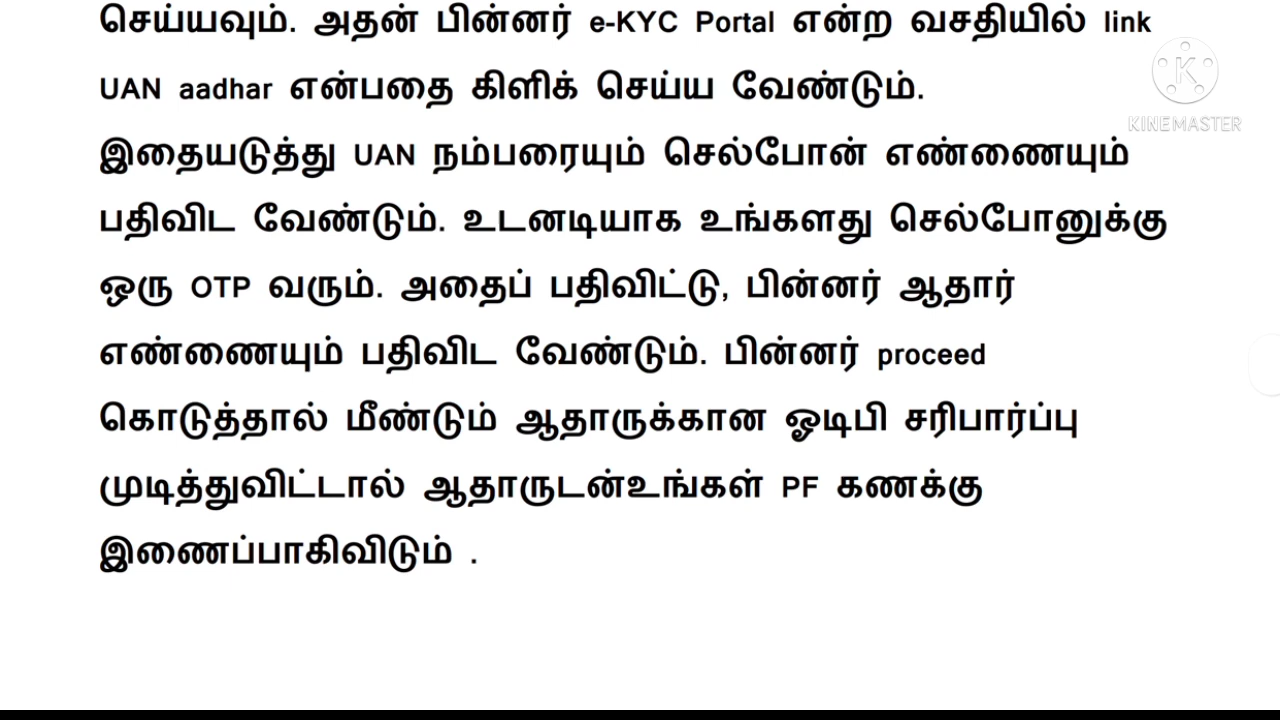 செய்யவும். அதன் பின்னர் e-KYC Portal என்ற வசதியில் link
UAN aadhar என்பதை கிளிக் செய்ய வேண்டும்.
இதையடுத்து UAN நம்பரையும் செல்போன் எண்ணையும்
பதிவிட வேண்டும். உடனடியாக உங்களது செல்போனுக்கு
ஒரு OTP வரும். அதைப் பதிவிட்டு, பின்னர் ஆதார்
எண்ணையும் பதிவிட வேண்டும். பின்னர் proceed
கொடுத்தால் மீண்டும் ஆதாருக்கான ஓடிபி சரிபார்ப்பு
முடித்துவிட்டால் ஆதாருடன்உங்கள் PF கணக்கு
இணைப்பாகிவிடும் .
K
KINEMASTER